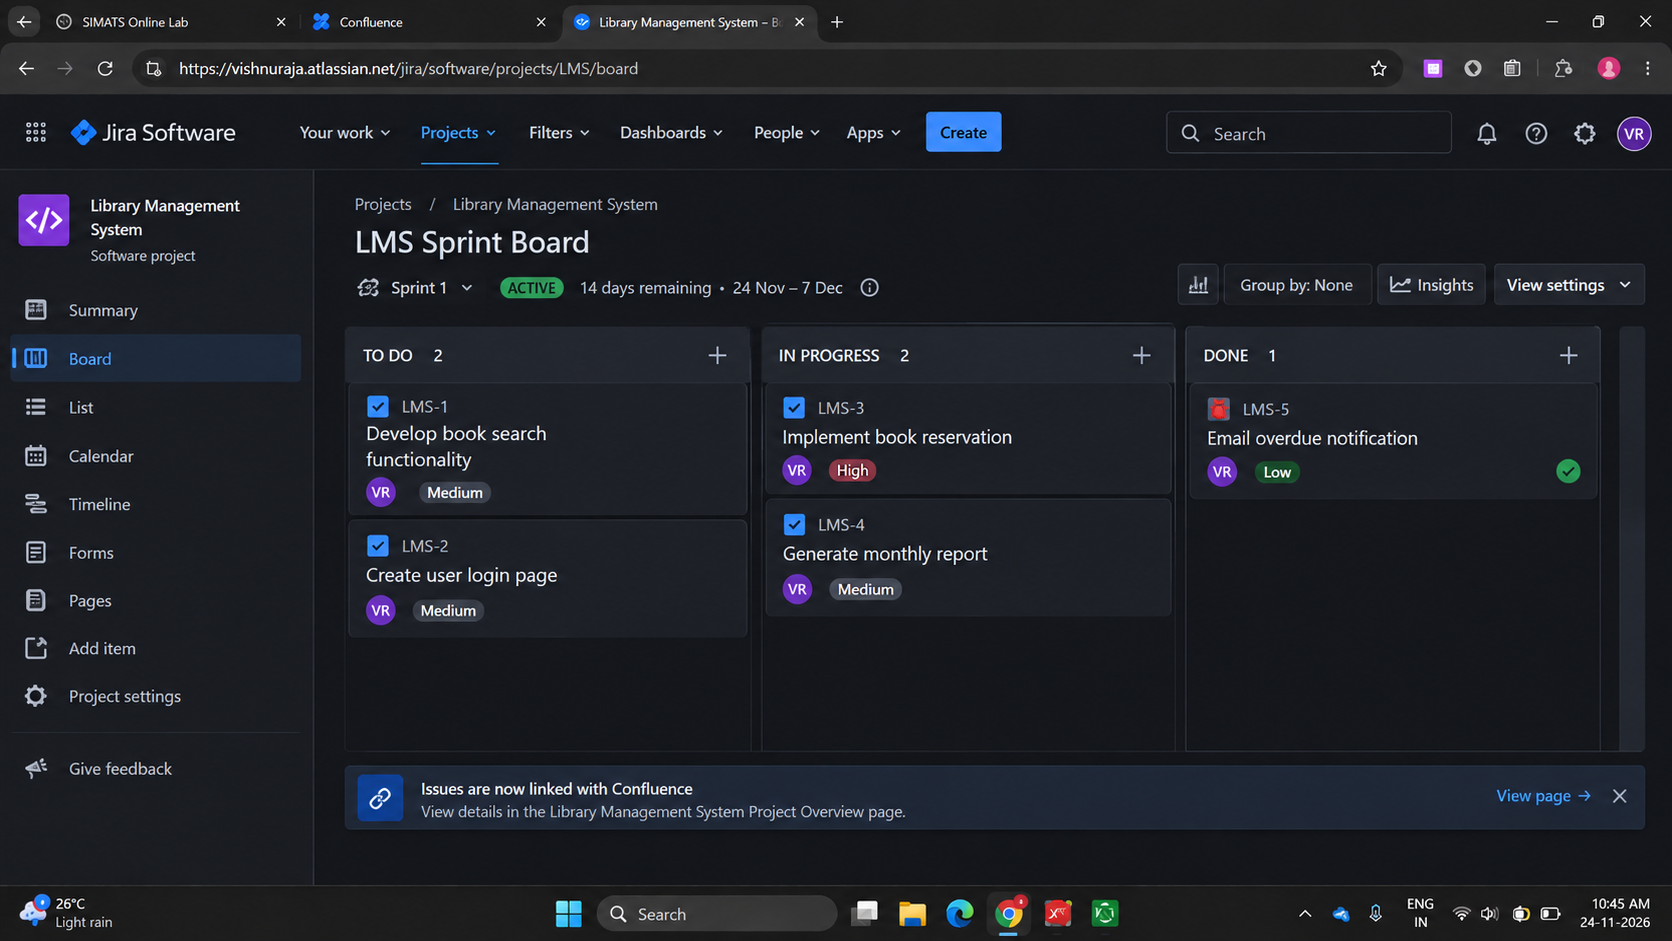 SIMATS Online Lab
Confluence
Library Management System – Bo
https://vishnuraja.atlassian.net/jira/software/projects/LMS/board
Jira Software
Your work
Projects
Filters
Dashboards
People
Apps
Create
Search
VR
Library Management
System
Software project
Summary
Board
List
Calendar
Timeline
Forms
Pages
Add item
Project settings
Give feedback
Projects / Library Management System
LMS Sprint Board
Sprint 1
ACTIVE
14 days remaining • 24 Nov – 7 Dec
Group by: None
Insights
View settings
TO DO 2
LMS-1
Develop book search
functionality
VR Medium
LMS-2
Create user login page
VR Medium
IN PROGRESS 2
LMS-3
Implement book reservation
VR High
LMS-4
Generate monthly report
VR Medium
DONE 1
LMS-5
Email overdue notification
VR Low
Issues are now linked with Confluence
View details in the Library Management System Project Overview page.
View page →
26°C
Light rain
Search
ENG
IN
10:45 AM
24-11-2026